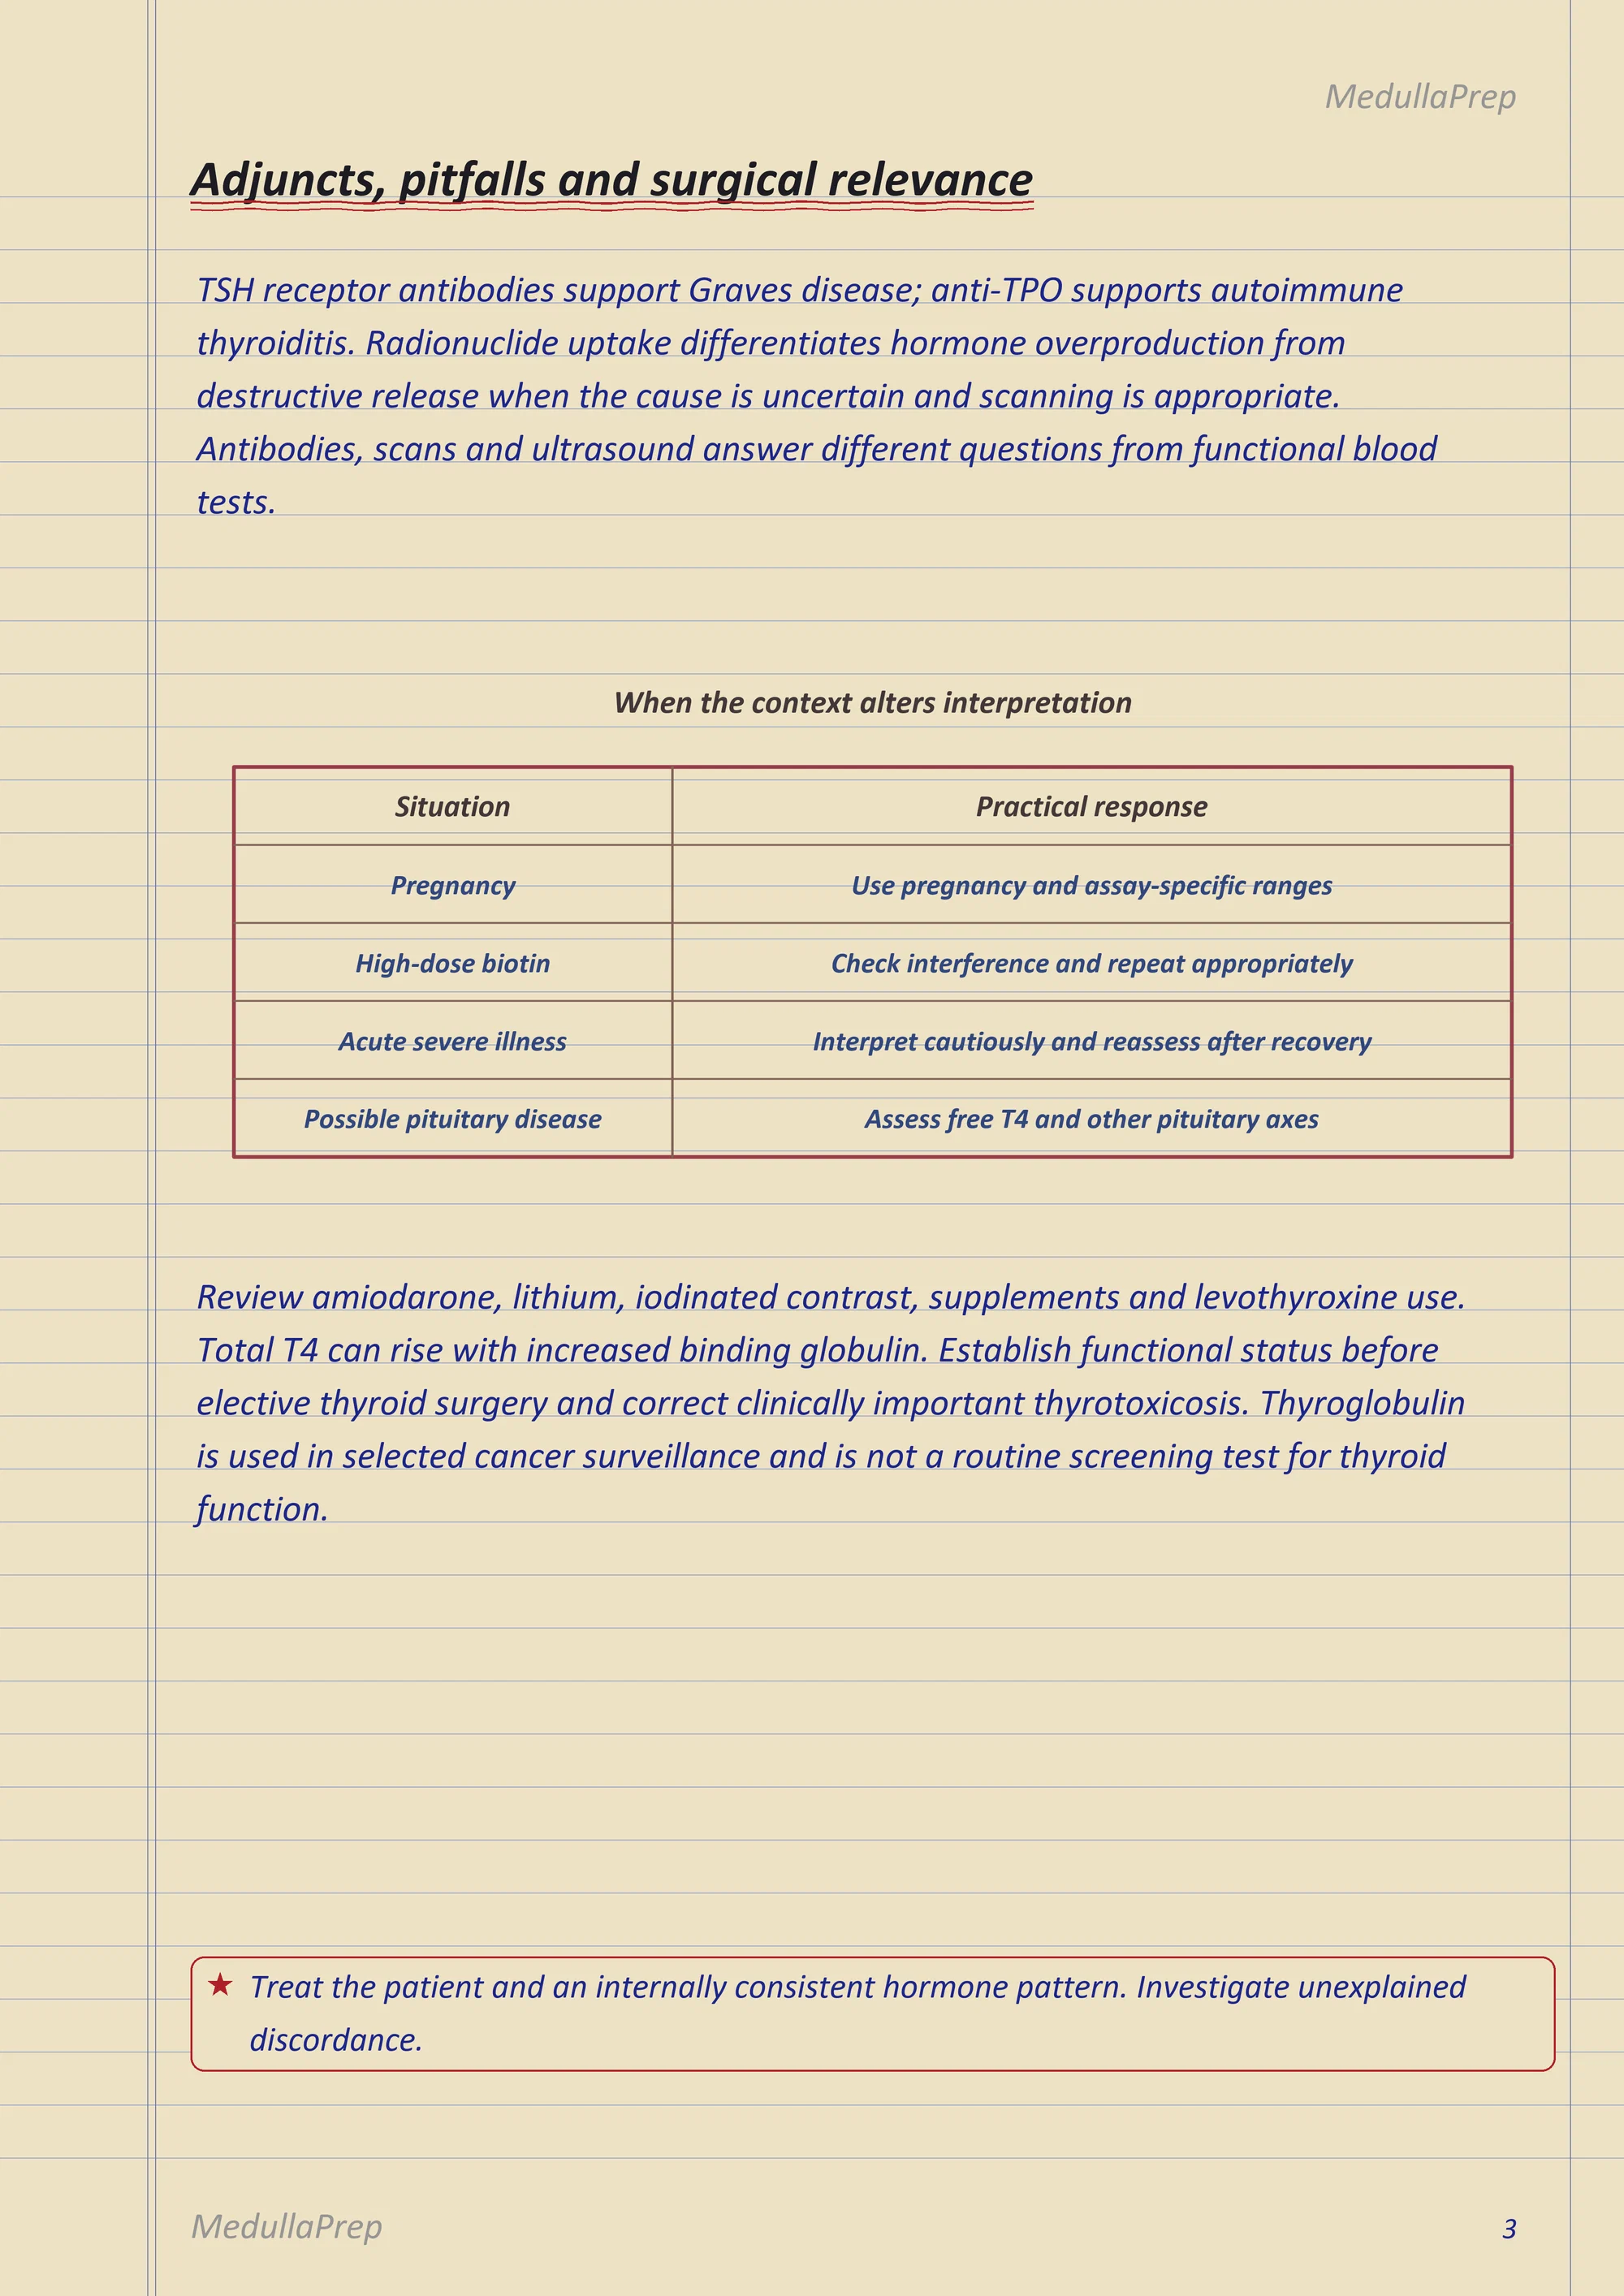 MedullaPrep
Adjuncts, pitfalls and surgical relevance
TSH receptor antibodies support Graves disease; anti-TPO supports autoimmune
thyroiditis. Radionuclide uptake differentiates hormone overproduction from
destructive release when the cause is uncertain and scanning is appropriate.
Antibodies, scans and ultrasound answer different questions from functional blood
tests.
When the context alters interpretation
Situation Practical response
Pregnancy Use pregnancy and assay-specific ranges
High-dose biotin Check interference and repeat appropriately
Acute severe illness Interpret cautiously and reassess after recovery
Possible pituitary disease Assess free T4 and other pituitary axes
Review amiodarone, lithium, iodinated contrast, supplements and levothyroxine use.
Total T4 can rise with increased binding globulin. Establish functional status before
elective thyroid surgery and correct clinically important thyrotoxicosis. Thyroglobulin
is used in selected cancer surveillance and is not a routine screening test for thyroid
function.
★ Treat the patient and an internally consistent hormone pattern. Investigate unexplained
discordance.
MedullaPrep 3